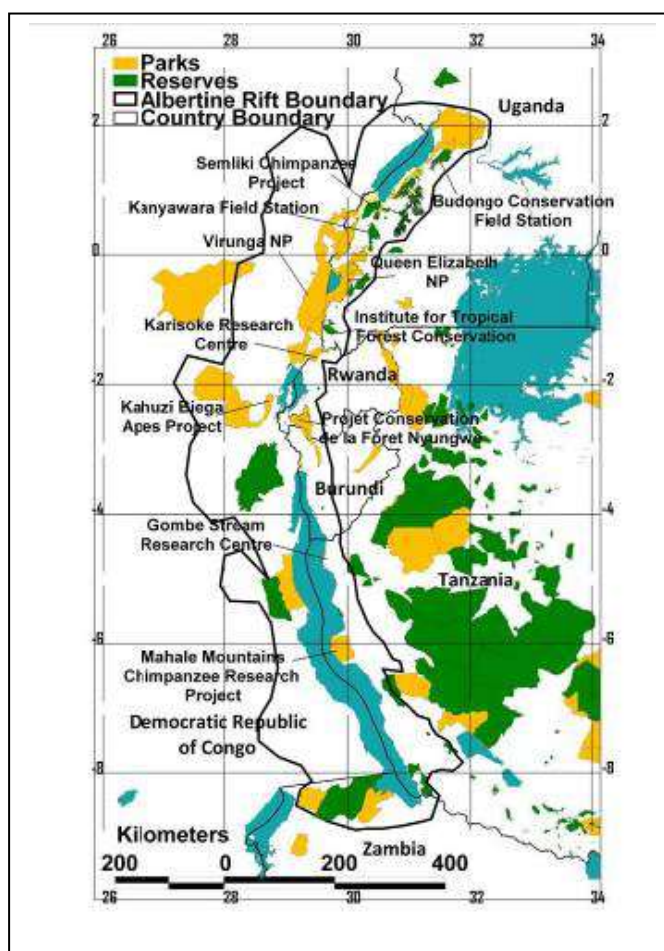 26 28 30 32 34
Parks
Reserves
Albertine Rift Boundary
Country Boundary
Uganda
2 2
Semliki Chimpanzee
Project
Kanyawara Field Station
Budongo Conservation
Field Station
Virunga NP
0 0
Queen Elizabelh
NP
Karisoke Research
Centre
Institute for Tropical
Forest Conservation
-2 -2
Rwanda
Kahuzi Biega
Apes Project
Projet Conservation
de la Fôret Nyungwe
Burundi
-4 -4
Gombe Stream
Research Centre
Tanzania
-6 -6
Mahale Mountains
Chimpanzee Research
Project
Democratic Republic
of Congo
-8 -8
Kilometers
Zambia
200 0 200 400
26 28 30 32 34